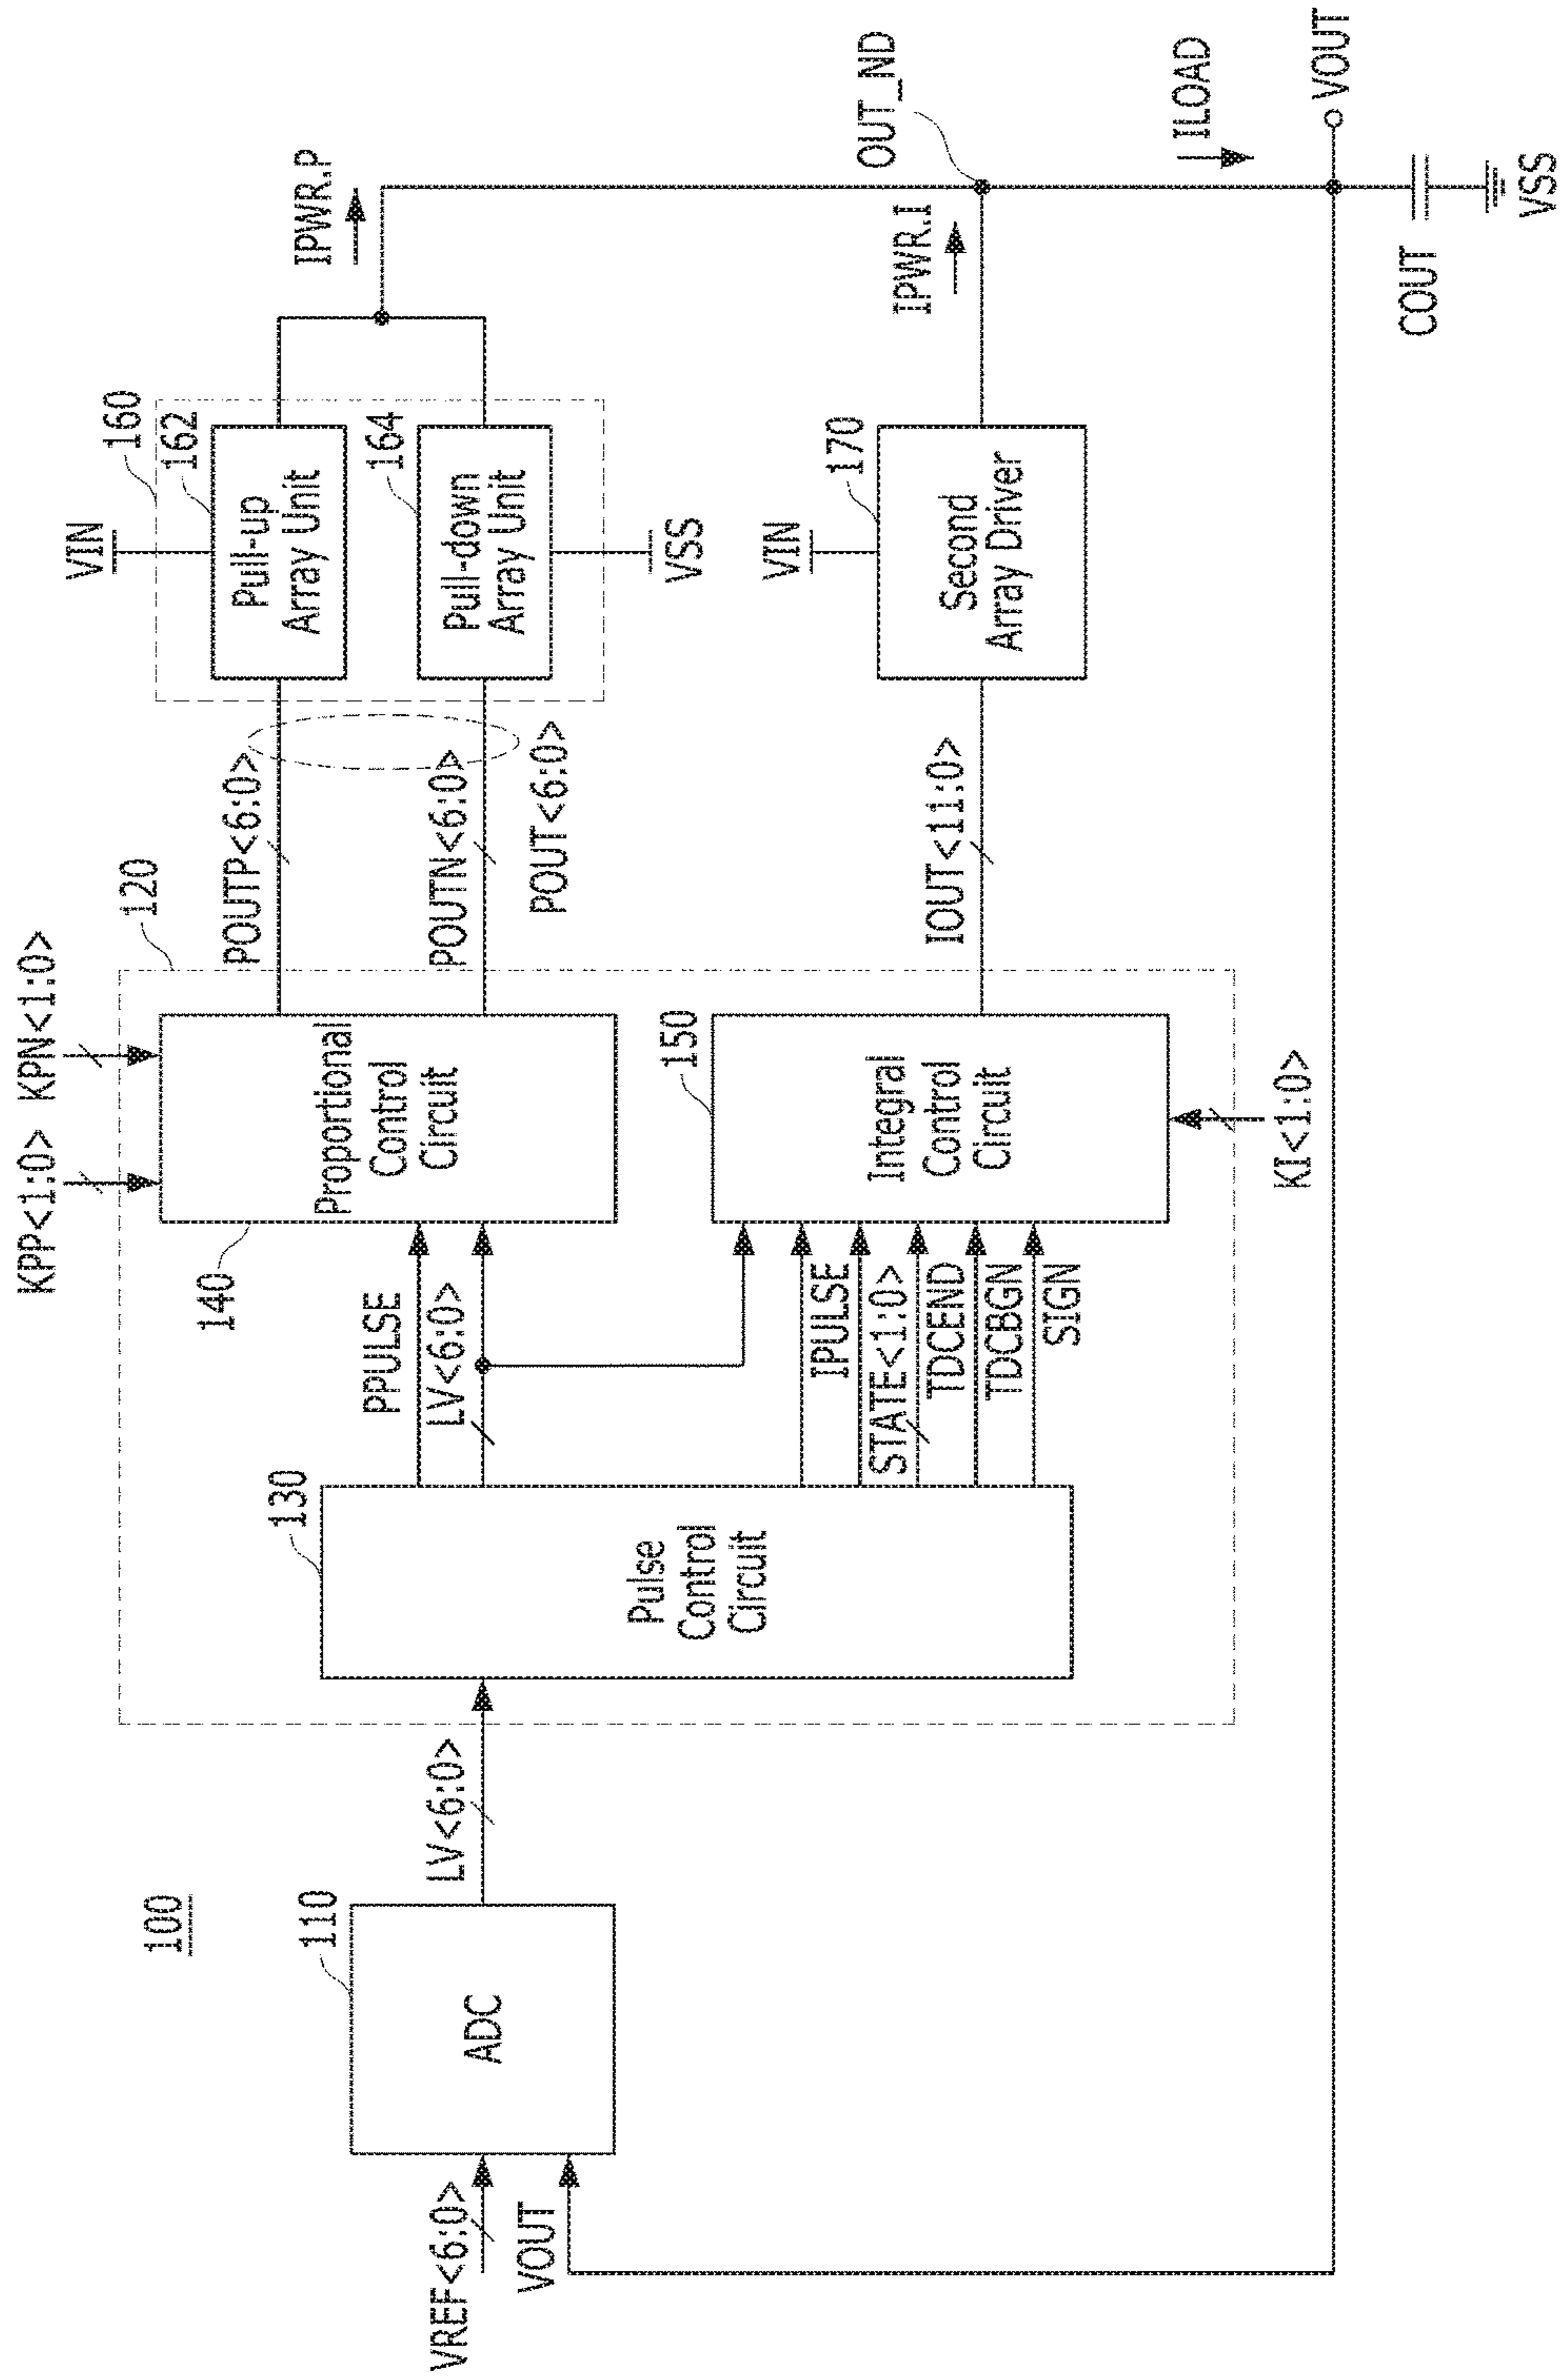 100
VREF<6:0>
VOUT
110
ADC
LV<6:0>
120
130
Pulse
Control
Circuit
PPULSE
LV<6:0>
IPULSE
STATE<1:0>
TDCEND
TDCBGN
SIGN
KPP<1:0>
KPN<1:0>
140
Proportional
Control
Circuit
150
Integral
Control
Circuit
KI<1:0>
POUTP<6:0>
POUTN<6:0>
POUT<6:0>
IOUT<11:0>
160
VIN
162
Pull-up
Array Unit
164
Pull-down
Array Unit
VSS
VIN
170
Second
Array Driver
IPWR.P
IPWR.I
OUT_ND
ILOAD
VOUT
COUT
VSS